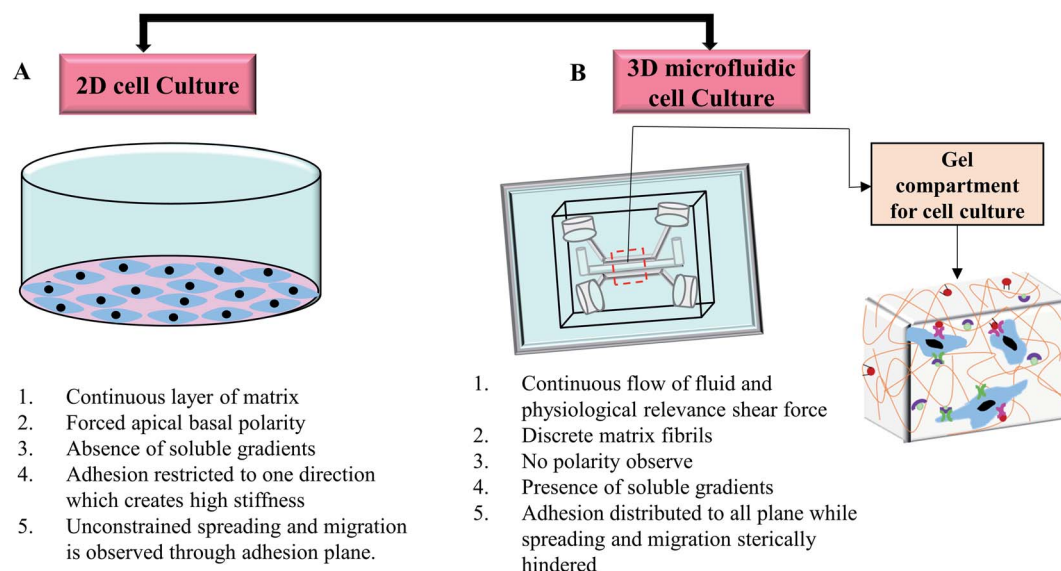 A
2D cell Culture
B
3D microfluidic
cell Culture
Gel
compartment
for cell culture
1. Continuous layer of matrix
2. Forced apical basal polarity
3. Absence of soluble gradients
4. Adhesion restricted to one direction
which creates high stiffness
5. Unconstrained spreading and migration
is observed through adhesion plane.
1. Continuous flow of fluid and
physiological relevance shear force
2. Discrete matrix fibrils
3. No polarity observe
4. Presence of soluble gradients
5. Adhesion distributed to all plane while
spreading and migration sterically
hindered